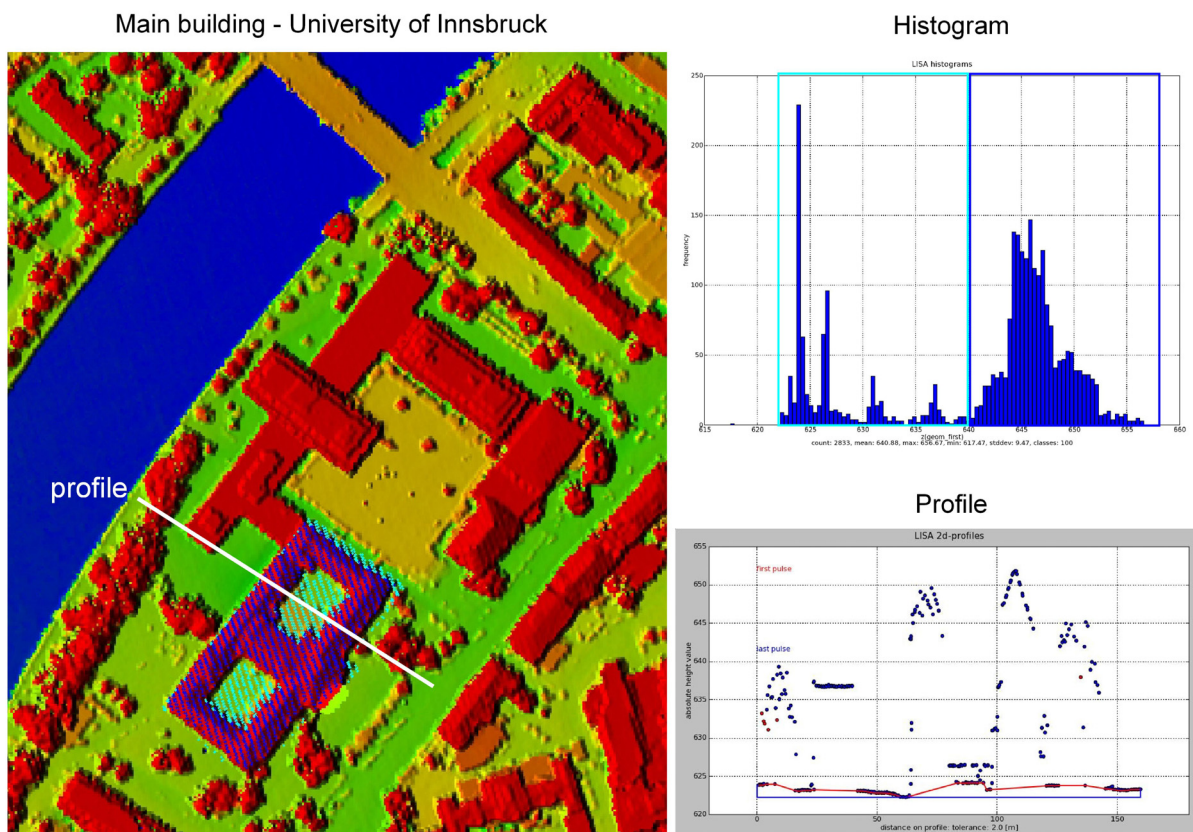 Main building - University of Innsbruck
Histogram
LISA histograms
250
200
150
100
50
0
frequency
615
620
625
630
635
640
645
650
655
660
z(geom_first)
count: 2833, mean: 640.88, max: 656.67, min: 617.47, stddev: 9.47, classes: 100
profile
Profile
LISA 2d-profiles
655
650
645
640
635
630
625
620
absolute height value
first pulse
last pulse
0
50
100
150
distance on profile: tolerance: 2.0 [m]